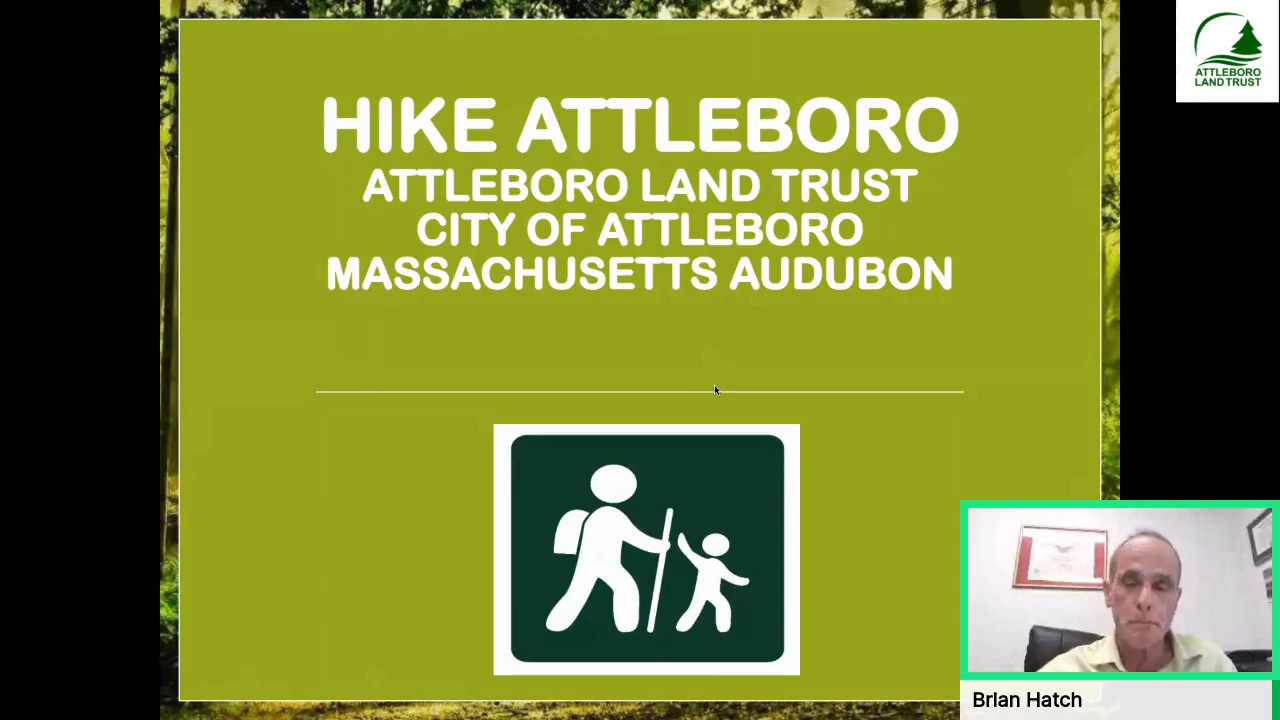 HIKE ATTLEBORO
ATTLEBORO LAND TRUST
CITY OF ATTLEBORO
MASSACHUSETTS AUDUBON
ATTLEBORO
LAND TRUST
Brian Hatch